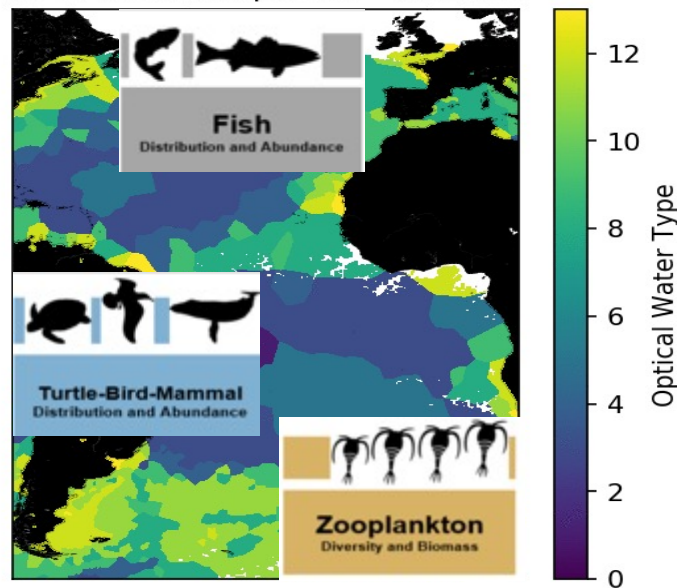 Fish
Distribution and Abundance
Turtle-Bird-Mammal
Distribution and Abundance
Zooplankton
Diversity and Biomass
12
10
8
6
4
2
0
Optical Water Type